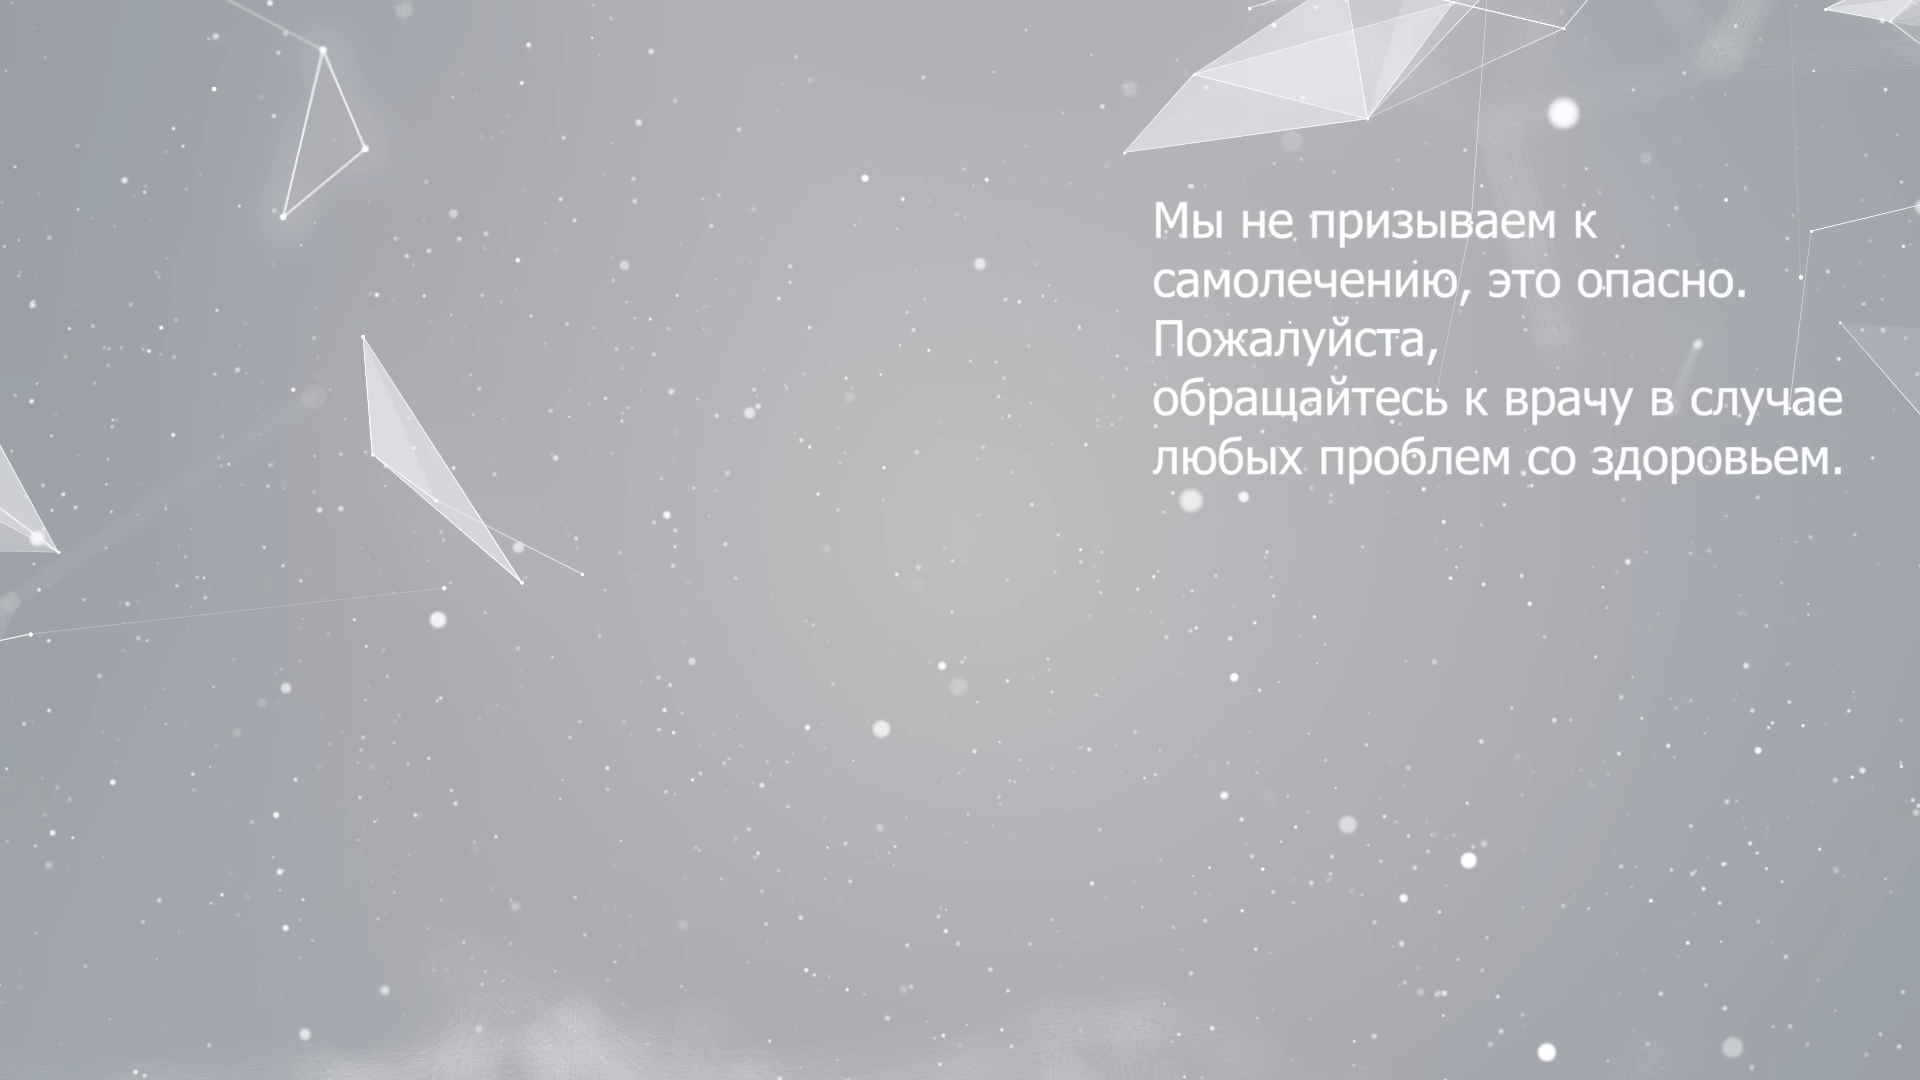 Мы не призываем к
самолечению, это опасно.
Пожалуйста,
обращайтесь к врачу в случае
любых проблем со здоровьем.